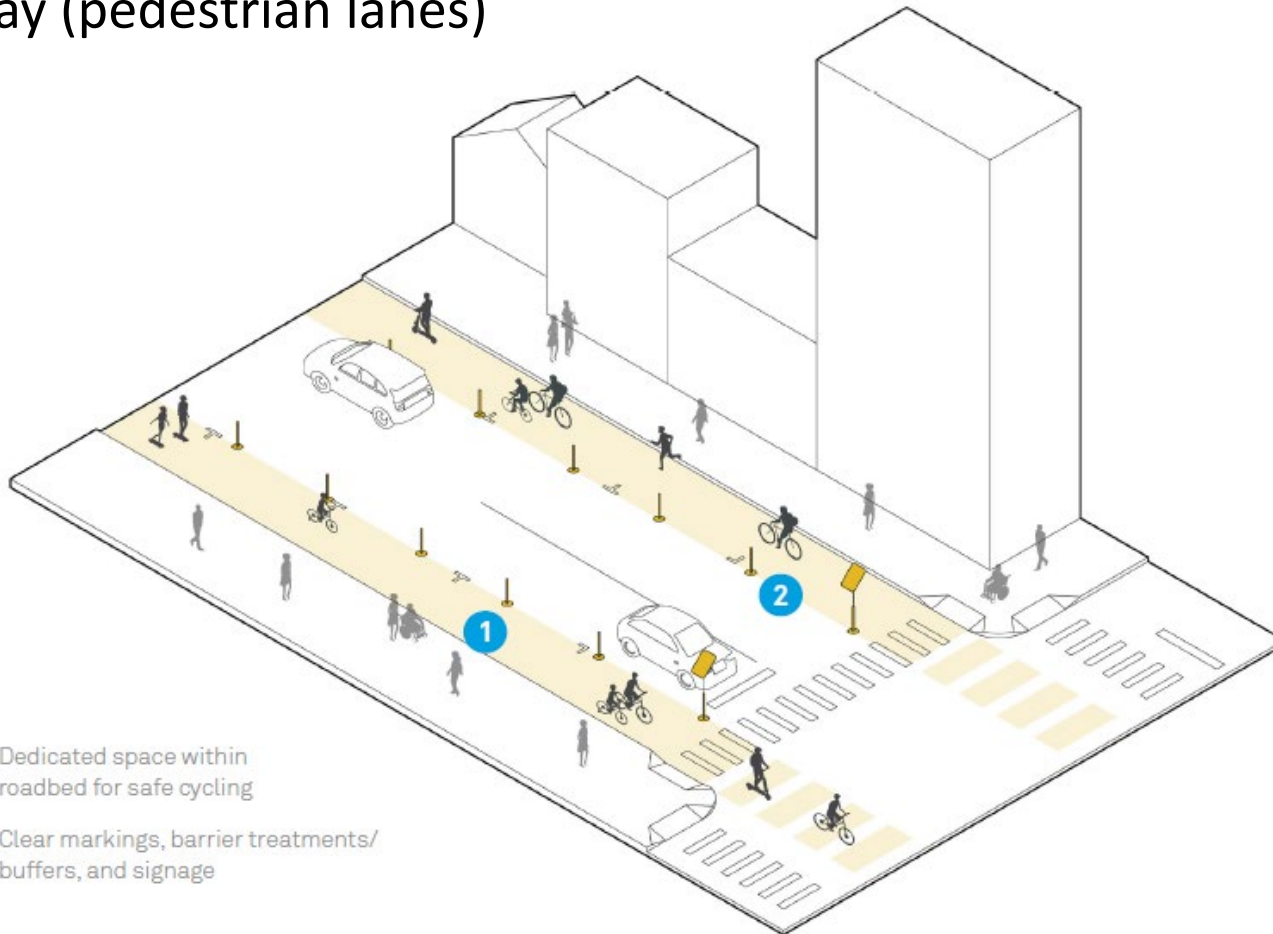 ay (pedestrian lanes)
2
1
Dedicated space within
roadbed for safe cycling
Clear markings, barrier treatments/
buffers, and signage